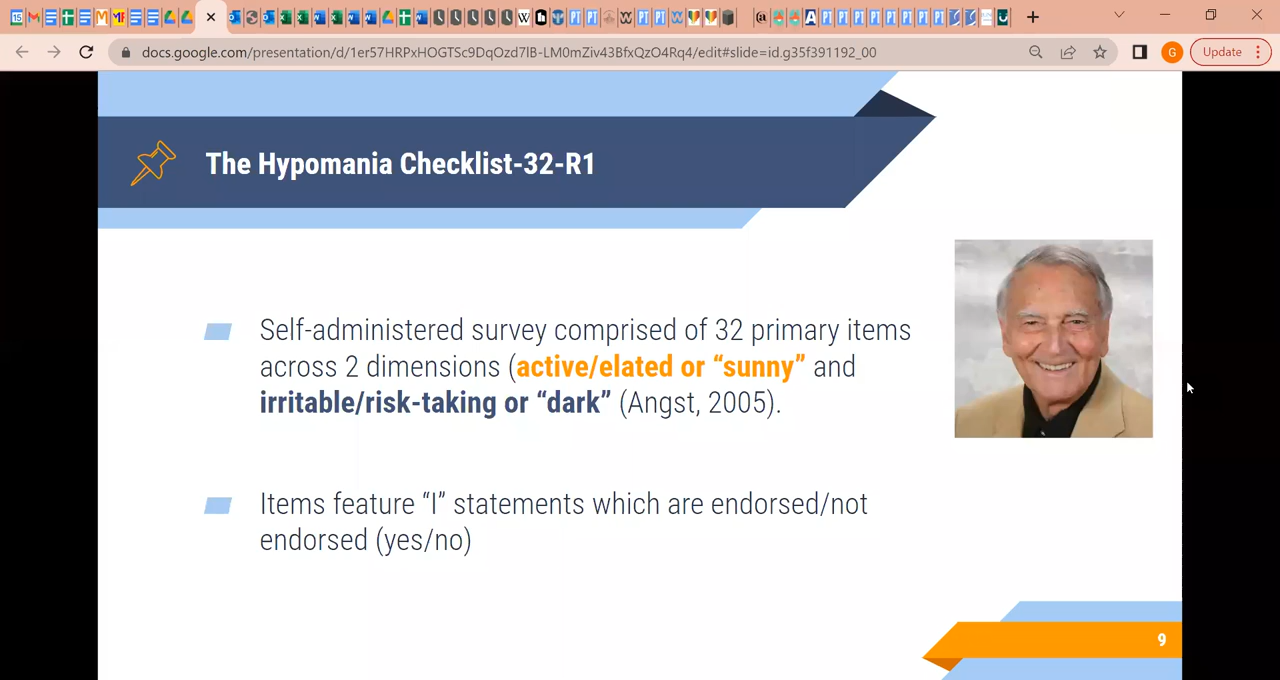 docs.google.com/presentation/d/1er57HRPxHOGTSc9DqOzd7lB-LM0mZiv43BfxQzO4Rq4/edit#slide=id.g35f391192_00
G
Update
The Hypomania Checklist-32-R1
Self-administered survey comprised of 32 primary items
across 2 dimensions (active/elated or “sunny” and
irritable/risk-taking or “dark” (Angst, 2005).
Items feature “I” statements which are endorsed/not
endorsed (yes/no)
9